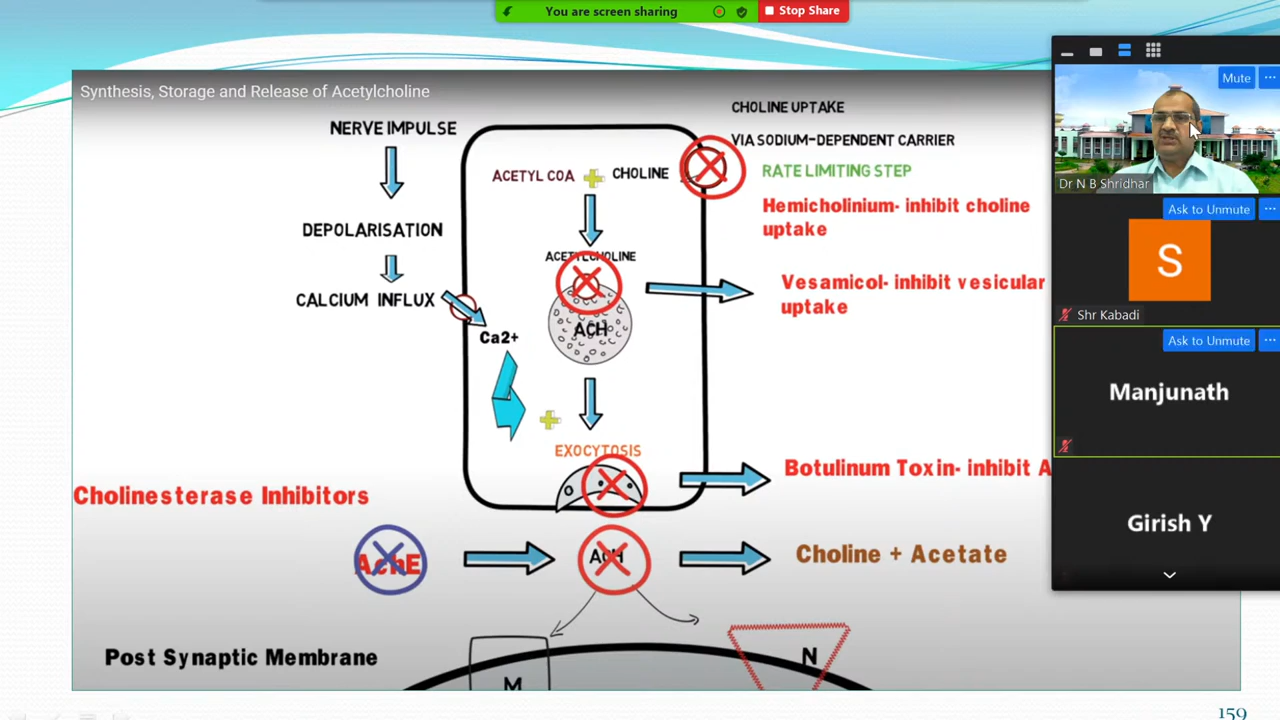 You are screen sharing
Stop Share
Synthesis, Storage and Release of Acetylcholine
NERVE IMPULSE
DEPOLARISATION
CALCIUM INFLUX
Ca2+
ACETYL COA
CHOLINE
ACETYLCHOLINE
ACH
EXOCYTOSIS
CHOLINE UPTAKE
VIA SODIUM-DEPENDENT CARRIER
RATE LIMITING STEP
Hemicholinium- inhibit choline
uptake
Vesamicol- inhibit vesicular
uptake
Botulinum Toxin- inhibit A
Cholinesterase Inhibitors
AchE
ACH
Choline + Acetate
Post Synaptic Membrane
M
N
Mute
Dr N B Shridhar
Ask to Unmute
S
Shr Kabadi
Ask to Unmute
Manjunath
Girish Y
159